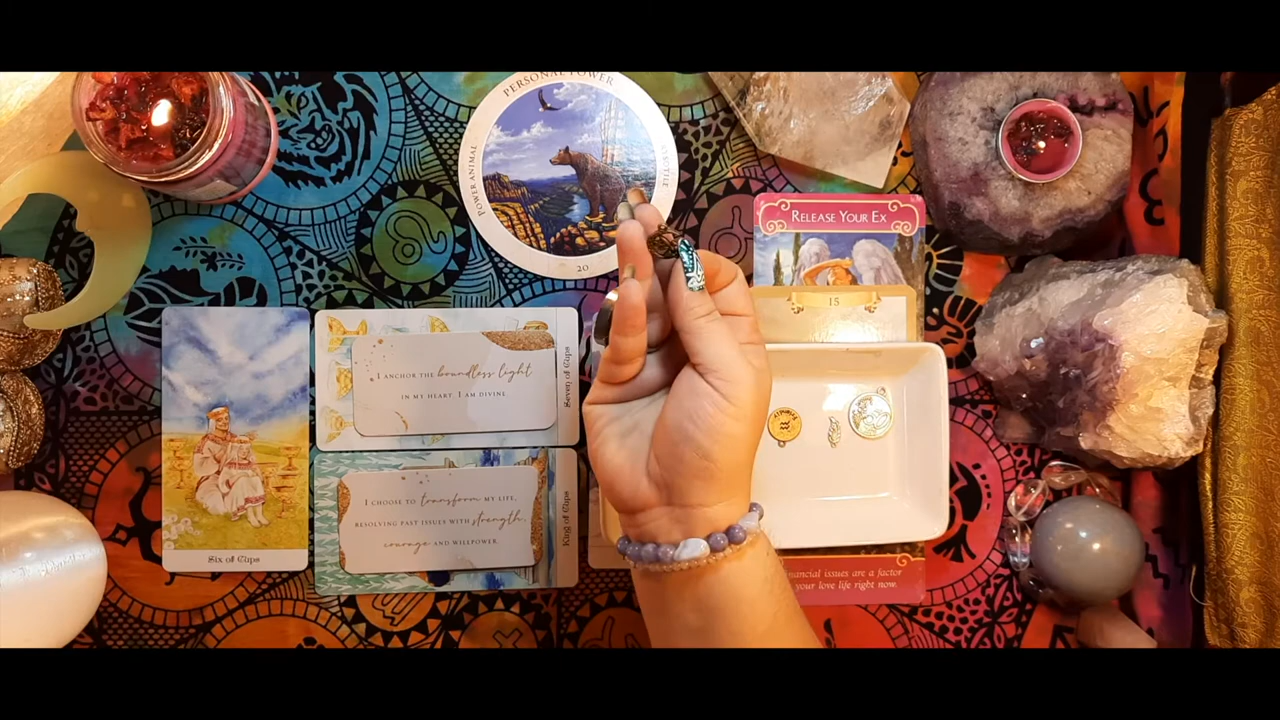 PERSONAL POWER
POWER ANIMAL
20
RELEASE YOUR EX
15
I ANCHOR THE boundless light
IN MY HEART. I AM DIVINE
Seven of Cups
I CHOOSE TO transform MY LIFE,
RESOLVING PAST ISSUES WITH strength,
courage AND WILLPOWER.
King of Cups
Six of Cups
AQUARIUS
financial issues are a factor
your love life right now.